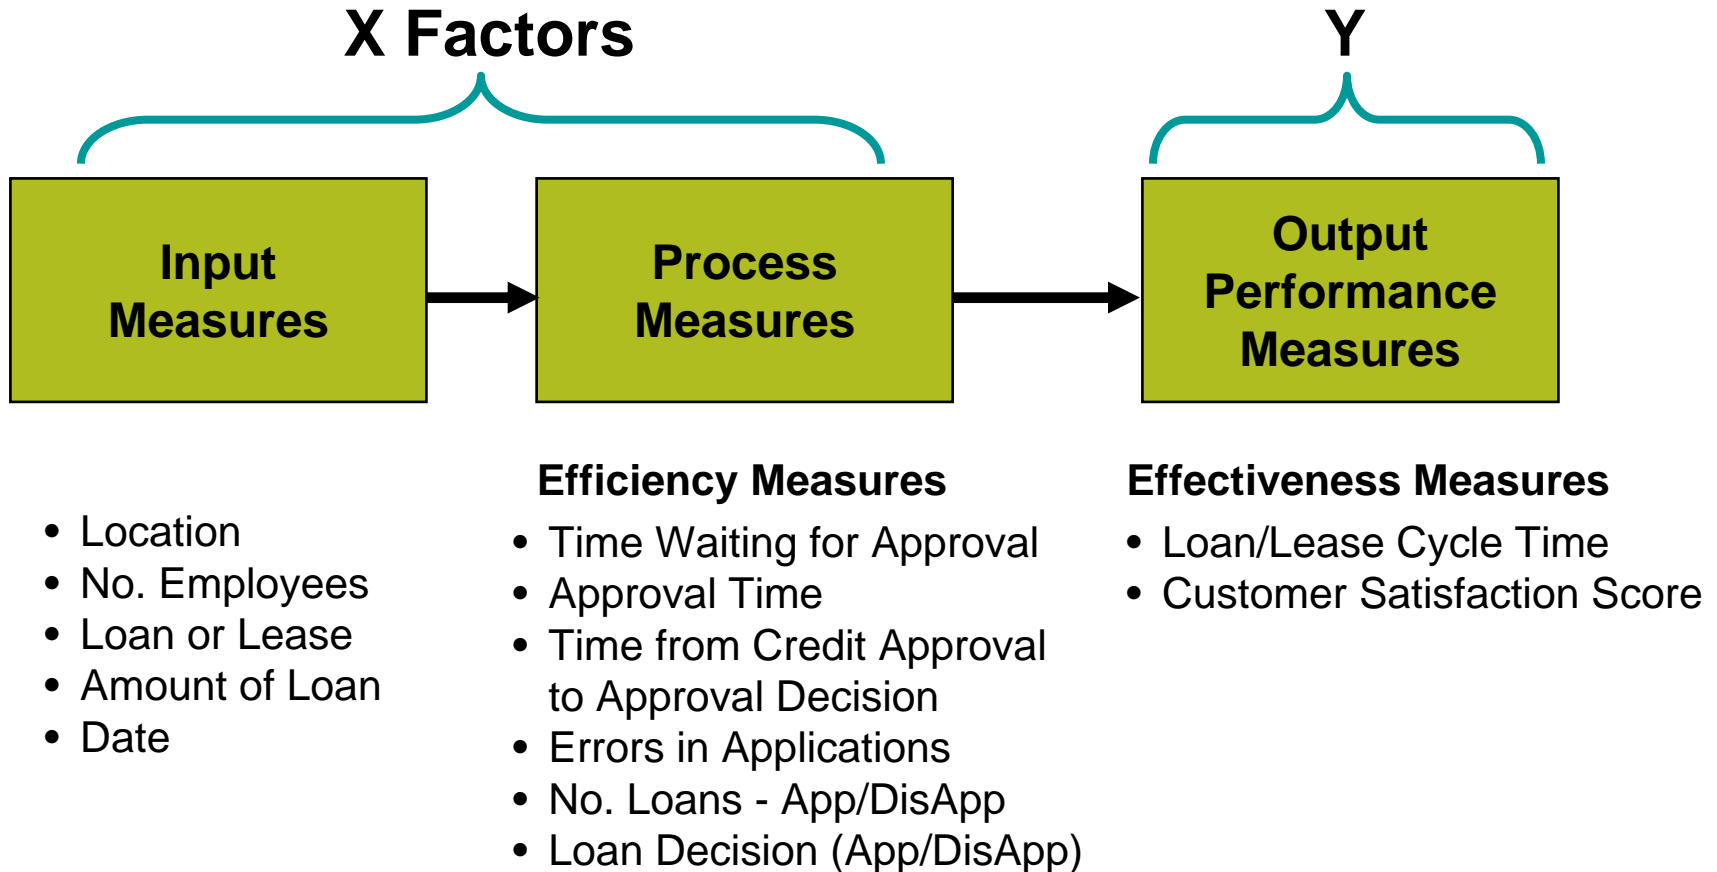 X Factors
Y
Input
Measures
Process
Measures
Output
Performance
Measures
• Location
• No. Employees
• Loan or Lease
• Amount of Loan
• Date
Efficiency Measures
• Time Waiting for Approval
• Approval Time
• Time from Credit Approval
to Approval Decision
• Errors in Applications
• No. Loans - App/DisApp
• Loan Decision (App/DisApp)
Effectiveness Measures
• Loan/Lease Cycle Time
• Customer Satisfaction Score